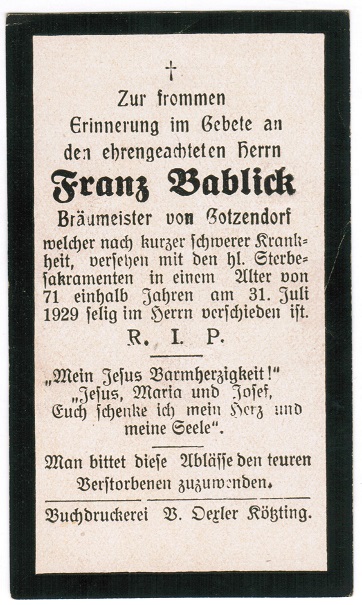 †
Zur frommen
Erinnerung im Gebete an
den ehrengeachteten Herrn
Franz Bablick
Bräumeister von Gotzendorf
welcher nach kurzer schwerer Krank-
heit, versehen mit den hl. Sterbe-
sakramenten in einem Alter von
71 einhalb Jahren am 31. Juli
1929 selig im Herrn verschieden ist.
R. I. P.
„Mein Jesus Barmherzigkeit!"
„Jesus, Maria und Josef,
Euch schenke ich mein Herz und
meine Seele".
Man bittet diese Ablässe den teuren
Verstorbenen zuzuwenden.
Buchdruckerei V. Oexler Kötzting.